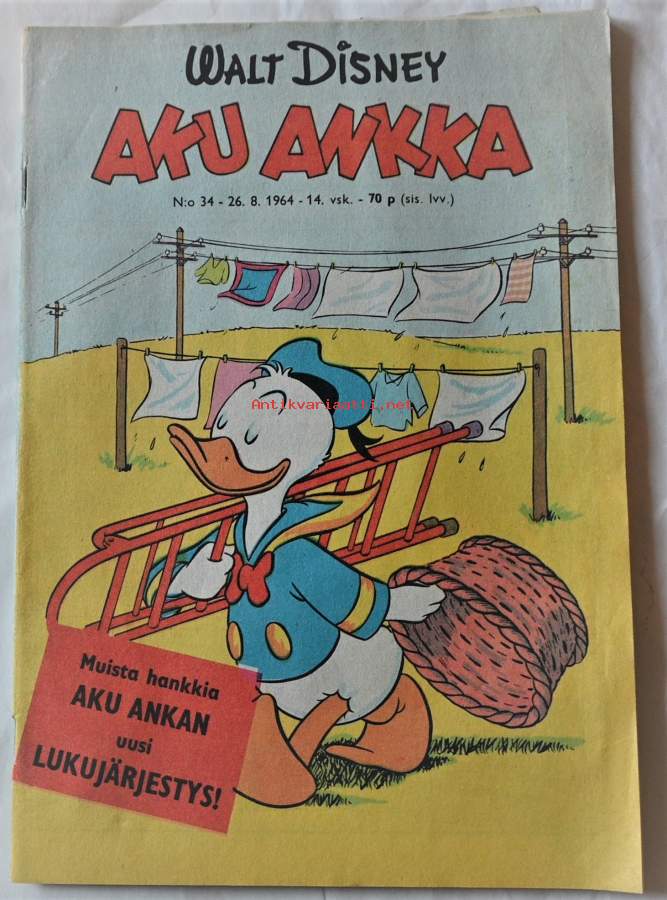 WALT DISNEY
AKU ANKKA
N:o 34 - 26. 8. 1964 - 14. vsk. - 70 p (sis. lvv.)
Antikvariaatti.net
Muista hankkia
AKU ANKAN
uusi
LUKUJÄRJESTYS!